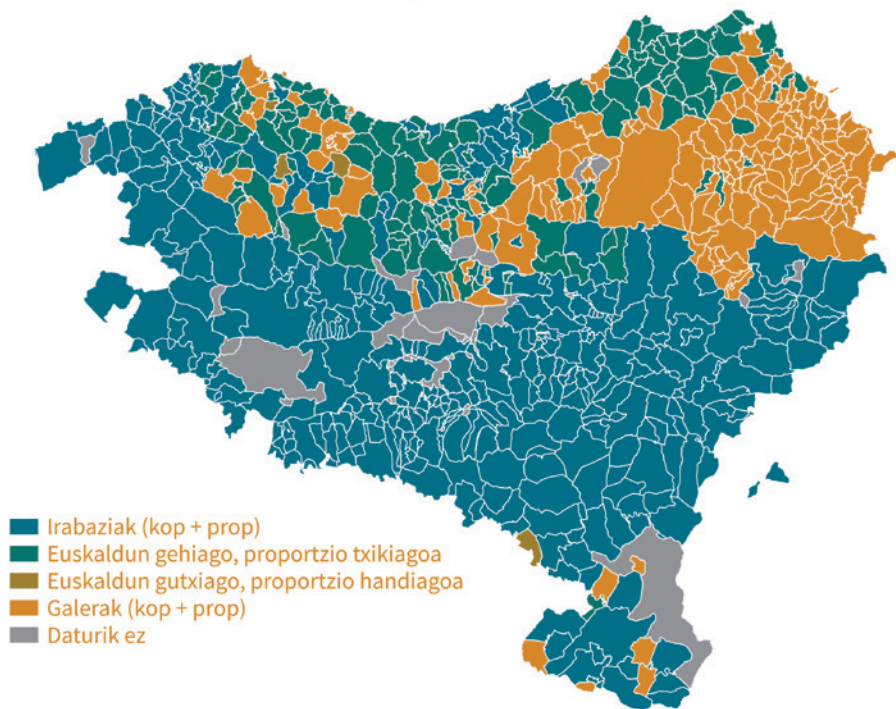 Irabaziak (kop + prop)
Euskaldun gehiago, proportzio txikiagoa
Euskaldun gutxiago, proportzio handiagoa
Galerak (kop + prop)
Daturik ez